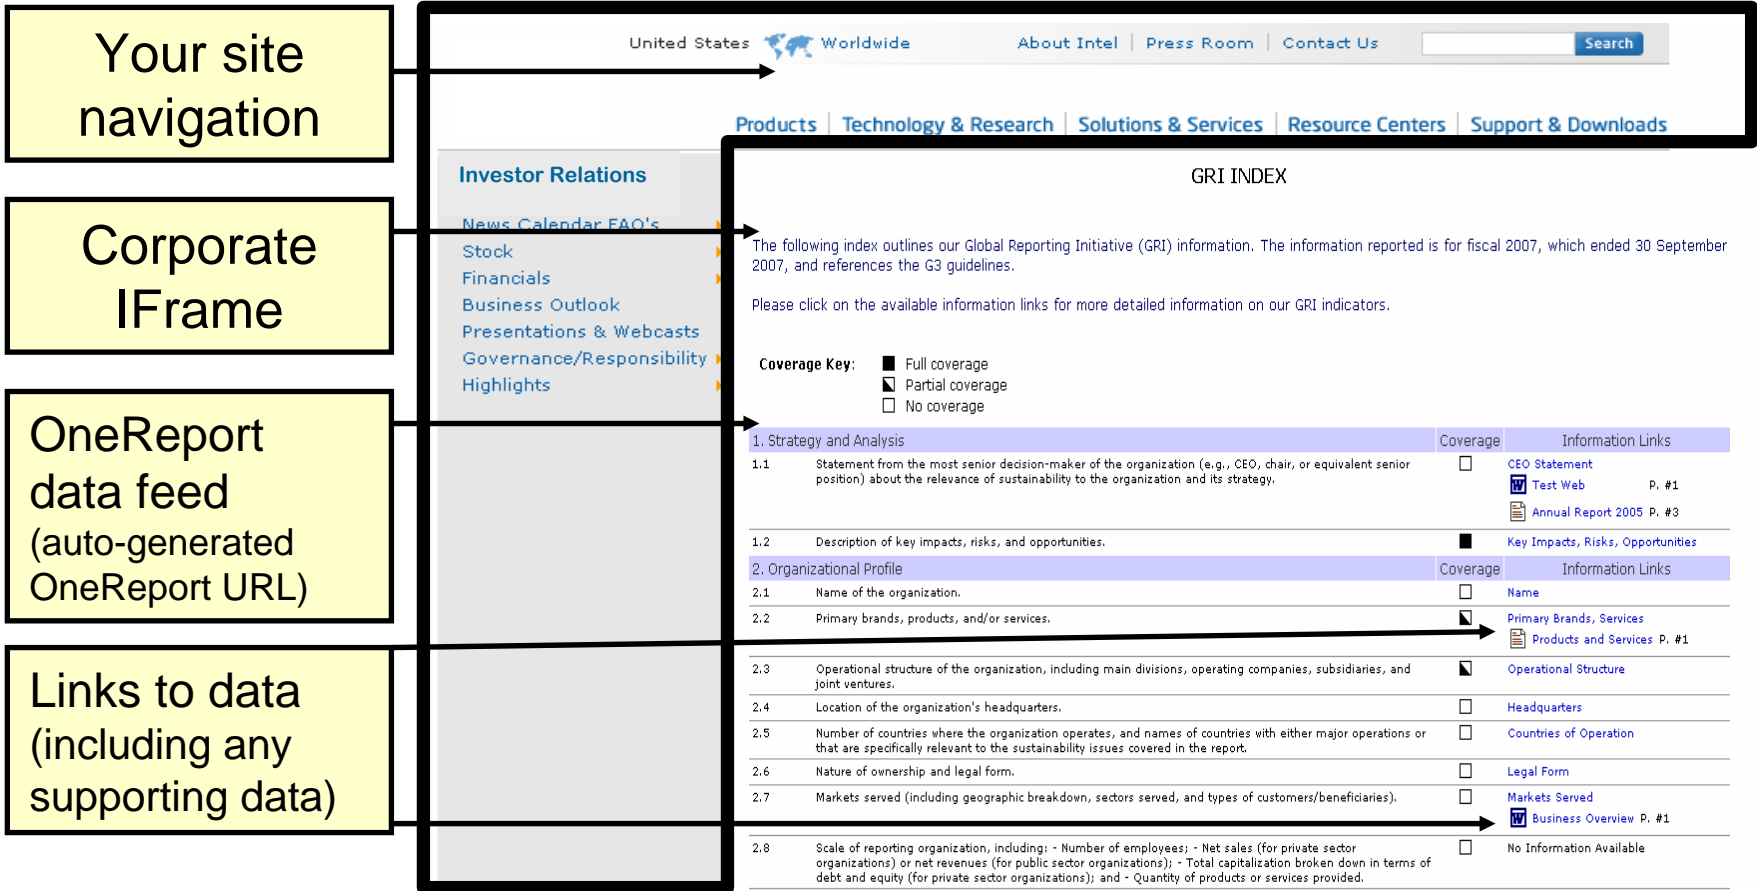 Your site
navigation
Corporate
IFrame
OneReport
data feed
(auto-generated
OneReport URL)
Links to data
(including any
supporting data)
United States Worldwide About Intel | Press Room | Contact Us Search
Products | Technology & Research | Solutions & Services | Resource Centers | Support & Downloads
Investor Relations
News Calendar FAQ's
Stock
Financials
Business Outlook
Presentations & Webcasts
Governance/Responsibility
Highlights
GRI INDEX
The following index outlines our Global Reporting Initiative (GRI) information. The information reported is for fiscal 2007, which ended 30 September
2007, and references the G3 guidelines.
Please click on the available information links for more detailed information on our GRI indicators.
Coverage Key: Full coverage
Partial coverage
No coverage
1. Strategy and Analysis Coverage Information Links
1.1 Statement from the most senior decision-maker of the organization (e.g., CEO, chair, or equivalent senior CEO Statement
position) about the relevance of sustainability to the organization and its strategy. Test Web P. #1
Annual Report 2005 P. #3
1.2 Description of key impacts, risks, and opportunities. Key Impacts, Risks, Opportunities
2. Organizational Profile Coverage Information Links
2.1 Name of the organization. Name
2.2 Primary brands, products, and/or services. Primary Brands, Services
Products and Services P. #1
2.3 Operational structure of the organization, including main divisions, operating companies, subsidiaries, and Operational Structure
joint ventures.
2.4 Location of the organization's headquarters. Headquarters
2.5 Number of countries where the organization operates, and names of countries with either major operations or Countries of Operation
that are specifically relevant to the sustainability issues covered in the report.
2.6 Nature of ownership and legal form. Legal Form
2.7 Markets served (including geographic breakdown, sectors served, and types of customers/beneficiaries). Markets Served
Business Overview P. #1
2.8 Scale of reporting organization, including: - Number of employees; - Net sales (for private sector No Information Available
organizations) or net revenues (for public sector organizations); - Total capitalization broken down in terms of
debt and equity (for private sector organizations); and - Quantity of products or services provided.